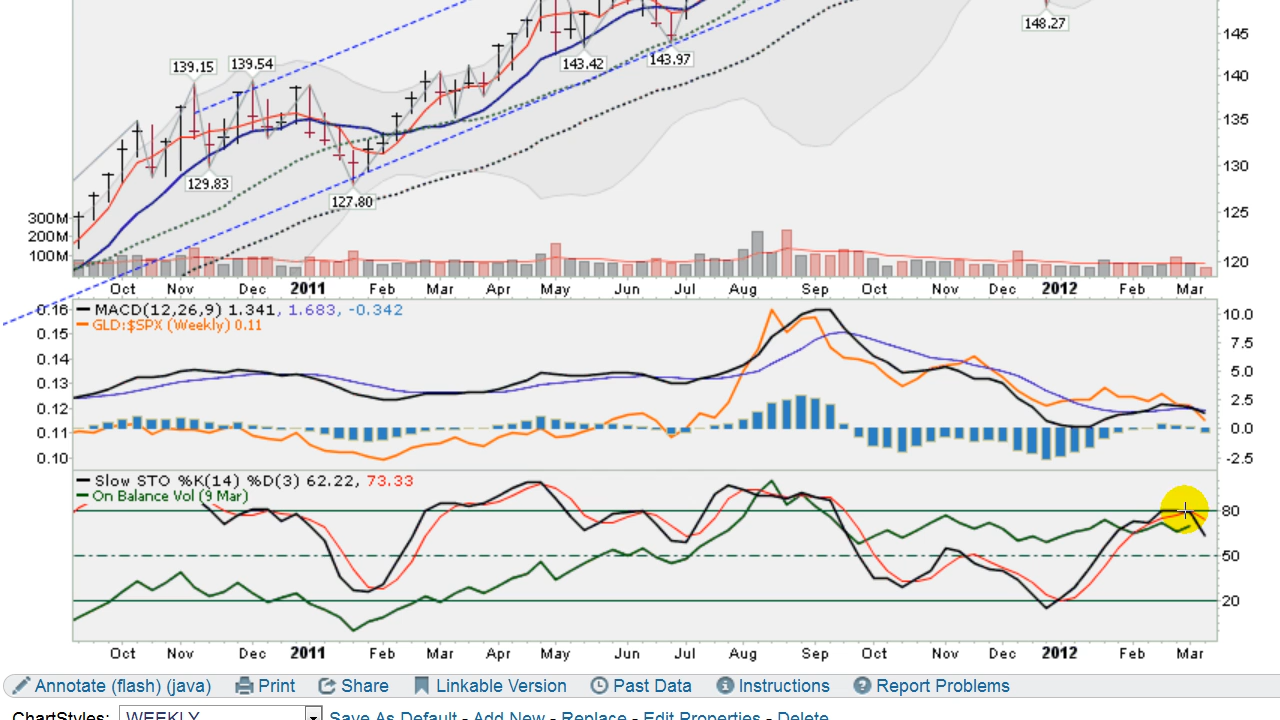 148.27
145
139.15 139.54 143.42 143.97 140
135
130
129.83
127.80
125
300M
200M
100M
120
Oct Nov Dec 2011 Feb Mar Apr May Jun Jul Aug Sep Oct Nov Dec 2012 Feb Mar
0.16 MACD(12,26,9) 1.341, 1.683, -0.342 10.0
GLD:$SPX (Weekly) 0.11
0.15 7.5
0.14 5.0
0.13
0.12 2.5
0.11 0.0
0.10 -2.5
Slow STO %K(14) %D(3) 62.22, 73.33
On Balance Vol (9 Mar)
80
50
20
Oct Nov Dec 2011 Feb Mar Apr May Jun Jul Aug Sep Oct Nov Dec 2012 Feb Mar
Annotate (flash) (java) Print Share Linkable Version Past Data Instructions Report Problems
ChartStyles: WEEKLY Save As Default - Add New - Replace - Edit Properties - Delete